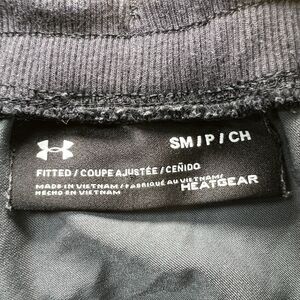 SM / P / CH
FITTED / COUPE AJUSTÉE / CEÑIDO
MADE IN VIETNAM / FABRIQUÉ AU VIETNAM/
HECHO EN VIETNAM
HEATGEAR